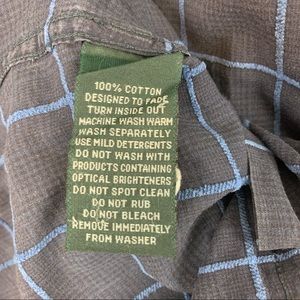 100% COTTON
DESIGNED TO FADE
TURN INSIDE OUT
MACHINE WASH WARM
WASH SEPARATELY
USE MILD DETERGENTS
DO NOT WASH WITH
PRODUCTS CONTAINING
OPTICAL BRIGHTENERS
DO NOT SPOT CLEAN
DO NOT RUB
DO NOT BLEACH
REMOVE IMMEDIATELY
FROM WASHER